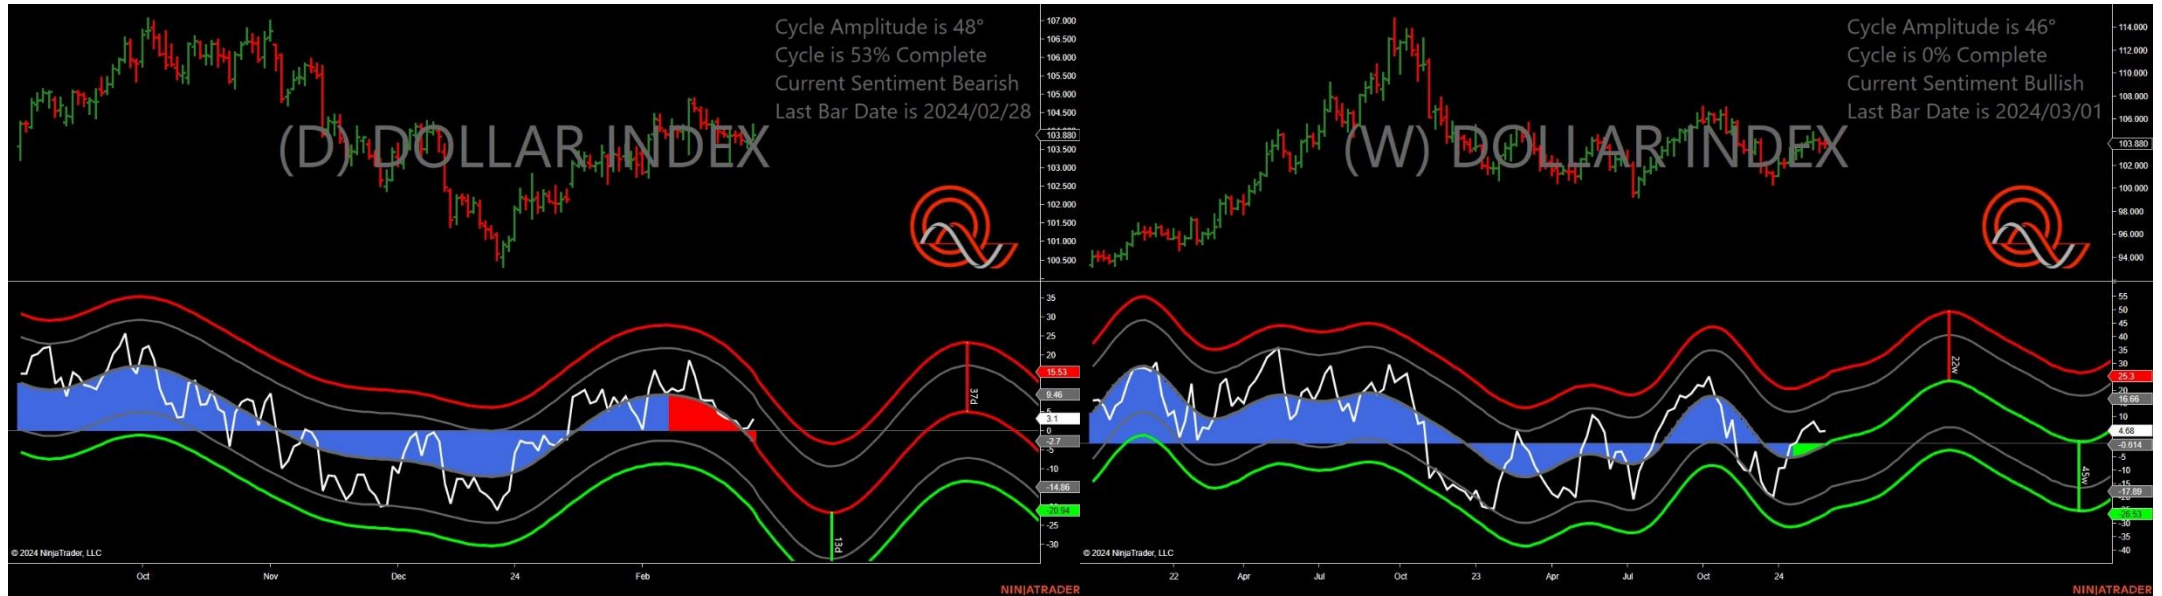 Cycle Amplitude is 48°
Cycle is 53% Complete
Current Sentiment Bearish
Last Bar Date is 2024/02/28
(D) DOLLAR INDEX
107.000
106.500
106.000
105.500
105.000
104.500
103.880
103.500
103.000
102.500
102.000
101.500
101.000
100.500
35
30
25
20
15.53
9.46
5
3.1
0
-2.7
-5
-10
-14.86
-20.94
-25
-30
37d
13d
© 2024 NinjaTrader, LLC
Oct
Nov
Dec
24
Feb
NINJATRADER
Cycle Amplitude is 46°
Cycle is 0% Complete
Current Sentiment Bullish
Last Bar Date is 2024/03/01
(W) DOLLAR INDEX
114.000
112.000
110.000
108.000
106.000
103.880
102.000
100.000
98.000
96.000
94.000
55
50
45
40
35
30
25.3
20
16.66
10
4.68
-0.614
-5
-10
-15
-17.89
-26.53
-30
-35
-40
22w
45w
© 2024 NinjaTrader, LLC
22
Apr
Jul
Oct
23
Apr
Jul
Oct
24
NINJATRADER